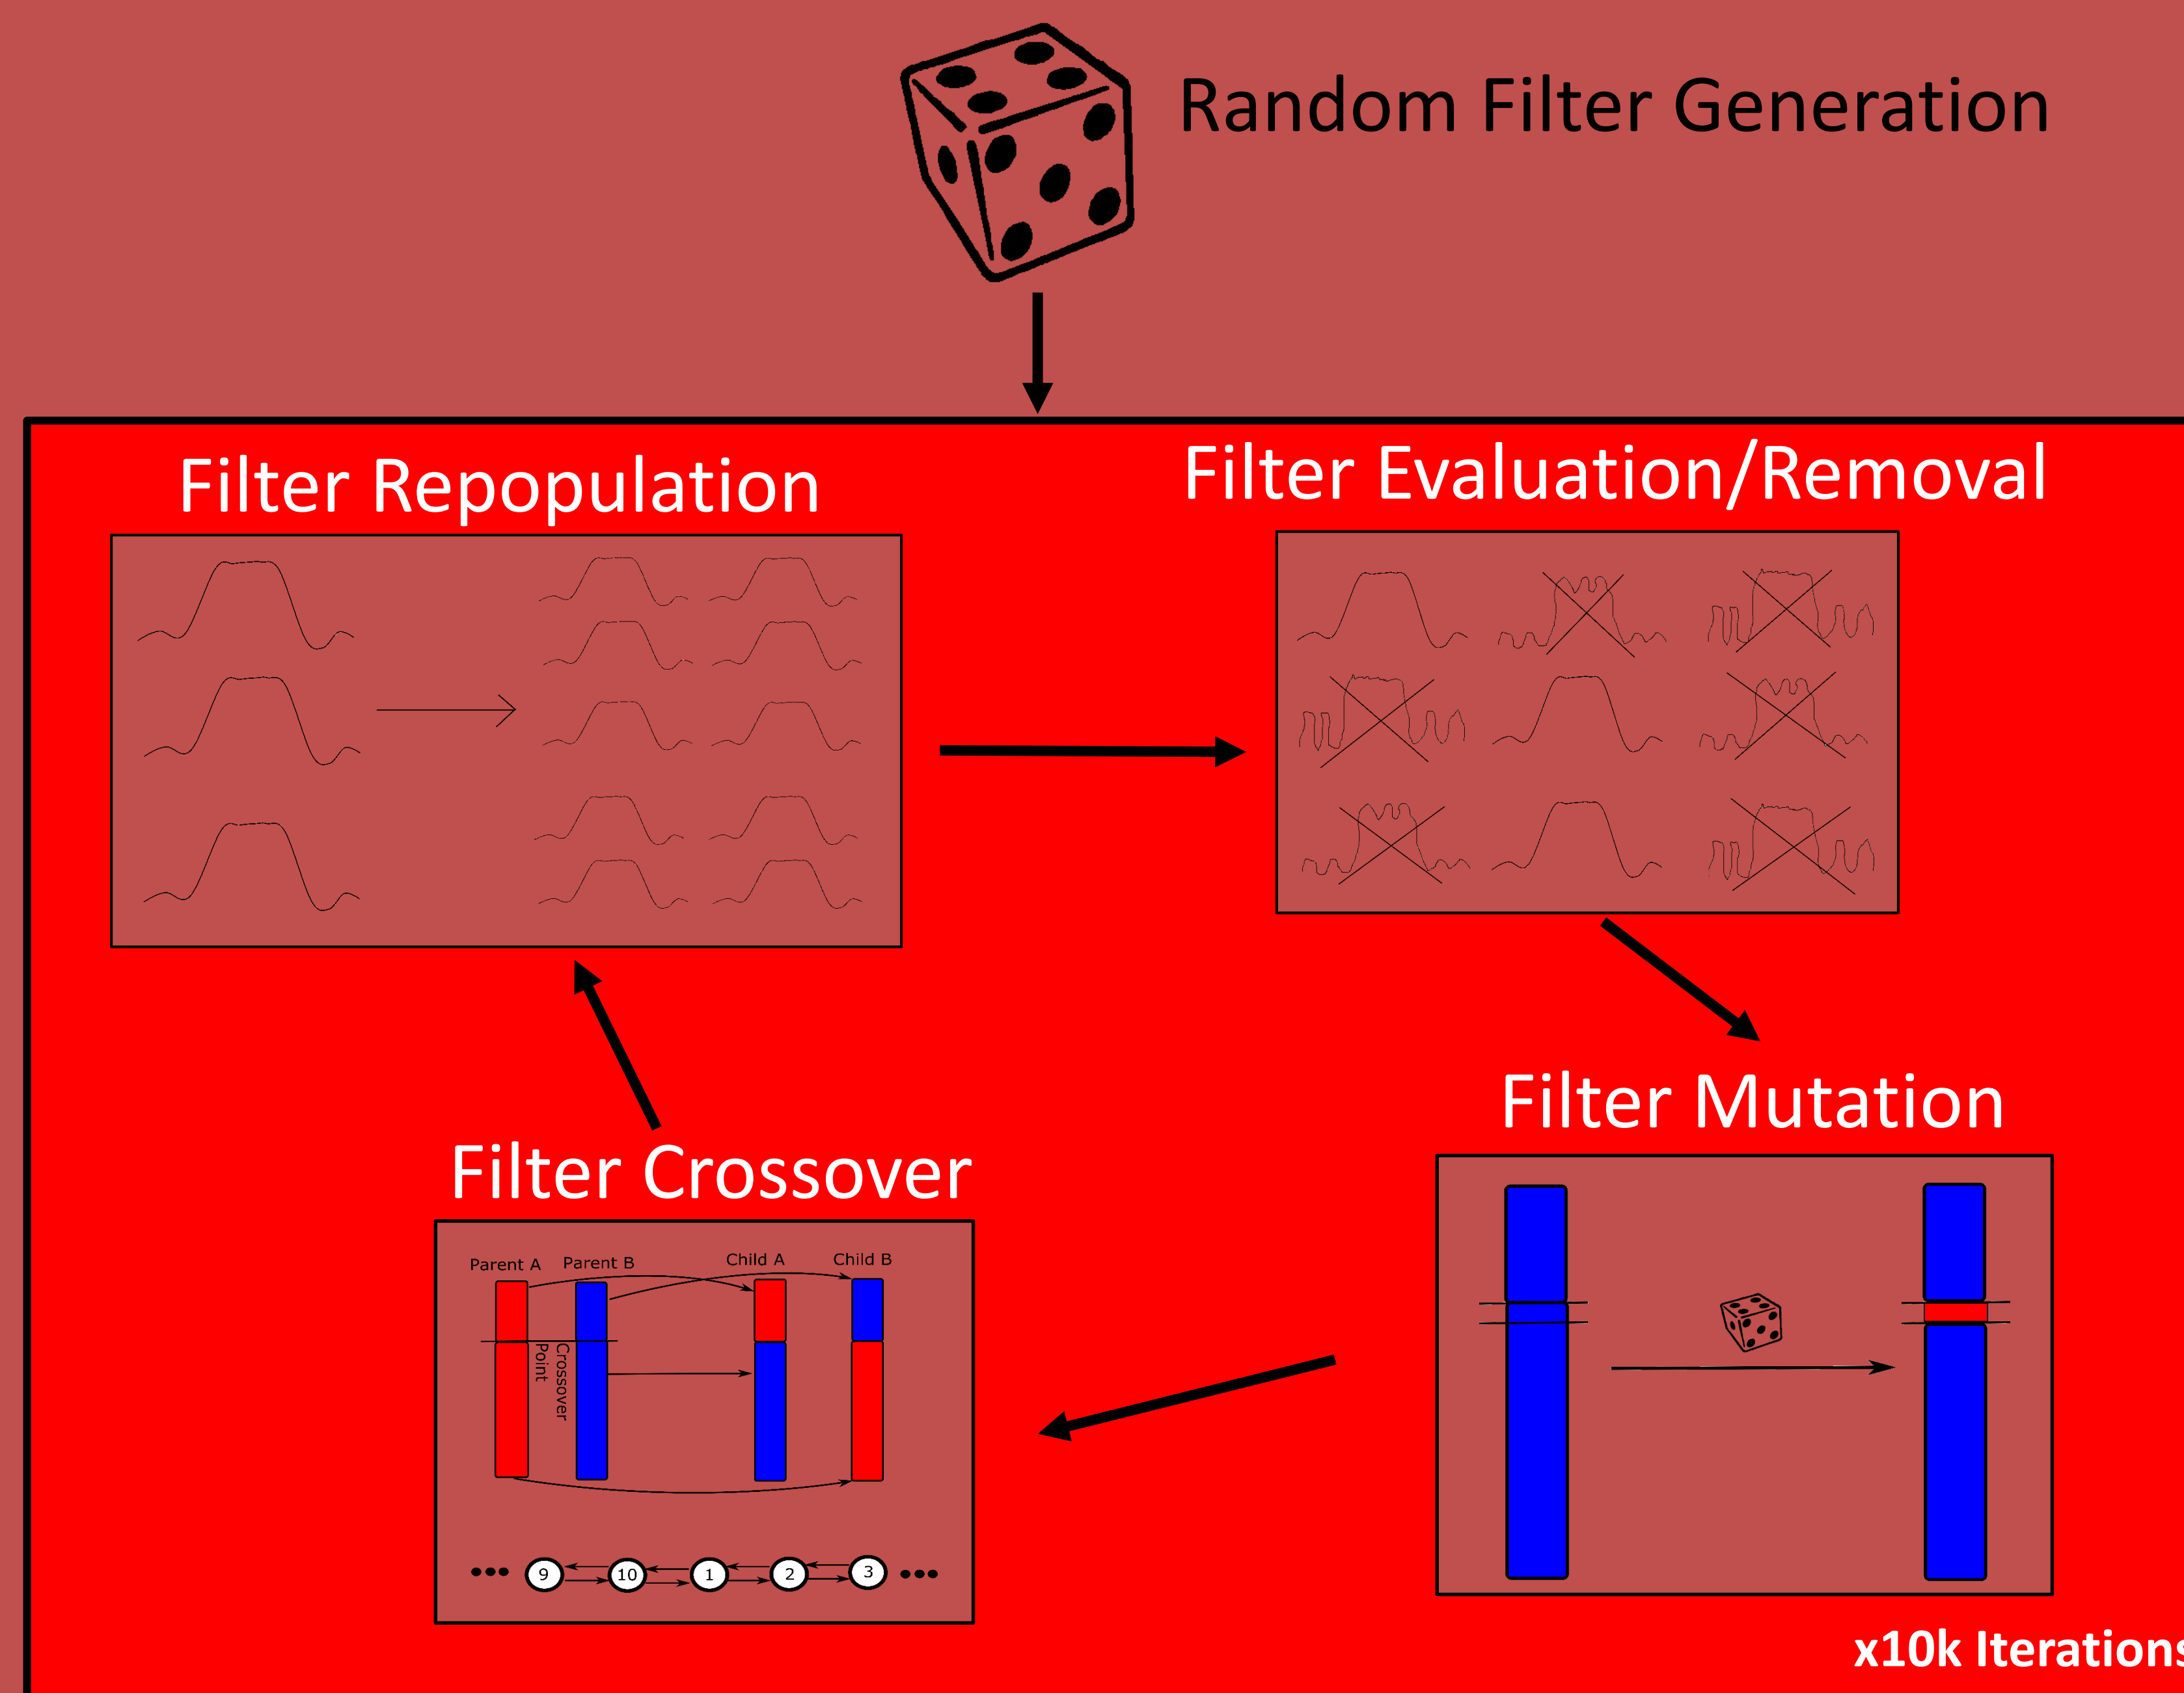 Random Filter Generation
Filter Repopulation
Filter Evaluation/Removal
Filter Mutation
Filter Crossover
Parent A
Parent B
Child A
Child B
Crossover
Point
9
10
1
2
3
x10k Iterations